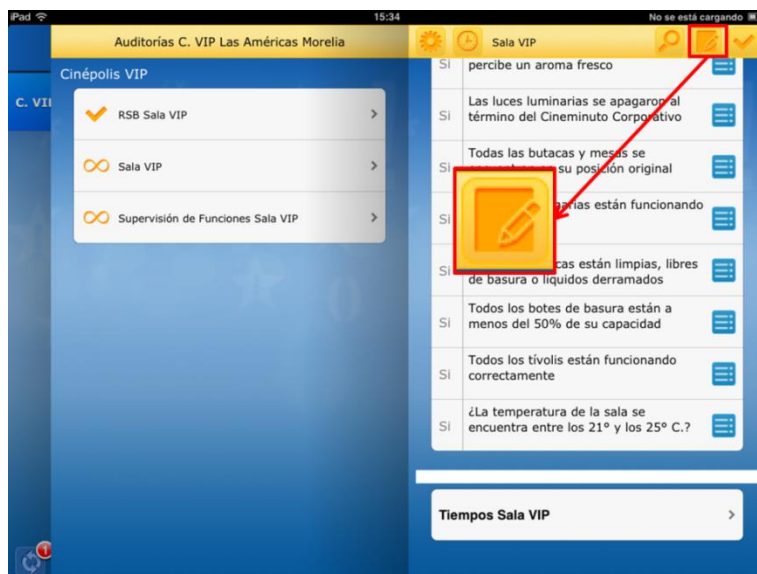 iPad 15:34 No se está cargando
Auditorías C. VIP Las Américas Morelia
Sala VIP
Cinépolis VIP
C. VI
RSB Sala VIP
Sala VIP
Supervisión de Funciones Sala VIP
1
Si percibe un aroma fresco
Si Las luces luminarias se apagaron al
término del Cineminuto Corporativo
Si Todas las butacas y mesas se
su posición original
Si narias están funcionando
Si cas están limpias, libres
de basura o líquidos derramados
Si Todos los botes de basura están a
menos del 50% de su capacidad
Si Todos los tívolis están funcionando
correctamente
Si ¿La temperatura de la sala se
encuentra entre los 21º y los 25º C.?
Tiempos Sala VIP